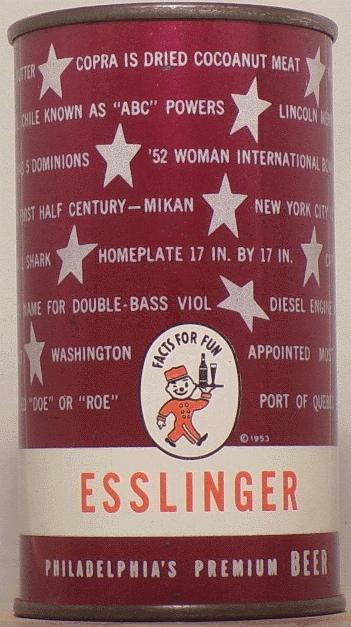 COPRA IS DRIED COCOANUT MEAT
CHILE KNOWN AS "ABC" POWERS LINCOLN
5 DOMINIONS '52 WOMAN INTERNATIONAL
FIRST HALF CENTURY—MIKAN NEW YORK CITY
SHARK HOMEPLATE 17 IN. BY 17 IN.
NAME FOR DOUBLE-BASS VIOL DIESEL ENGINE
WASHINGTON APPOINTED MOST
"DOE" OR "ROE" PORT OF QUEBEC
FACTS FOR FUN
©1953
ESSLINGER
PHILADELPHIA'S PREMIUM BEER